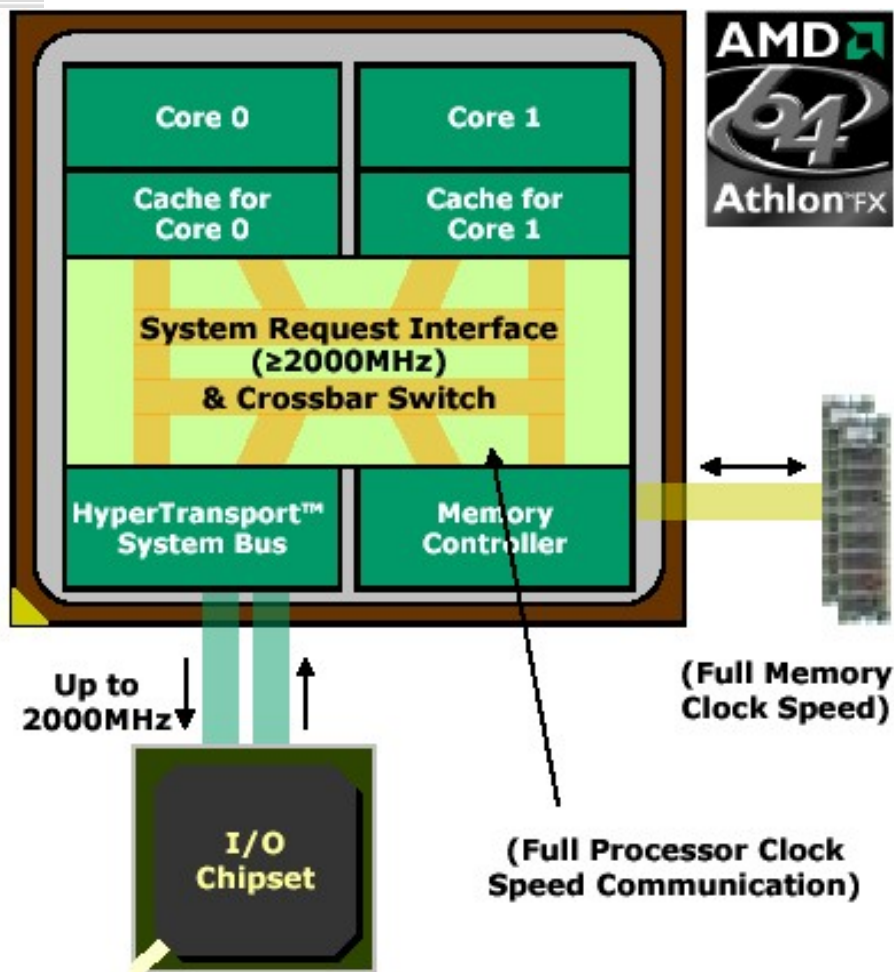 AMD
64
Athlon™FX
Core 0
Core 1
Cache for
Core 0
Cache for
Core 1
System Request Interface
(≥2000MHz)
& Crossbar Switch
HyperTransport™
System Bus
Memory
Controller
Up to
2000MHz
(Full Memory
Clock Speed)
I/O
Chipset
(Full Processor Clock
Speed Communication)